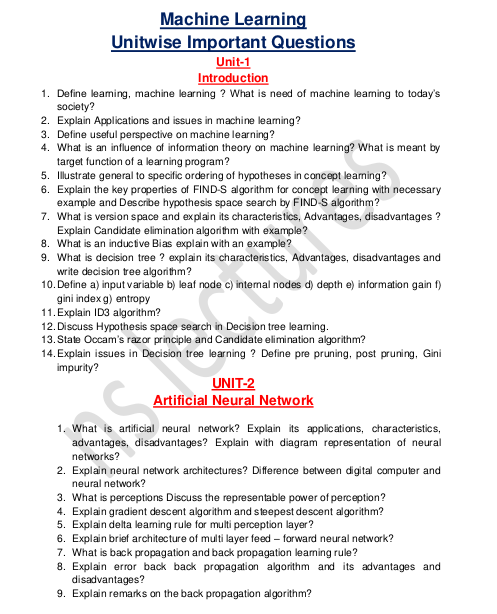 Machine Learning
Unitwise Important Questions
Unit-1
Introduction
1. Define learning, machine learning ? What is need of machine learning to today's
society?
2. Explain Applications and issues in machine learning?
3. Define useful perspective on machine learning?
4. What is an influence of information theory on machine learning? What is meant by
target function of a learning program?
5. Illustrate general to specific ordering of hypotheses in concept learning?
6. Explain the key properties of FIND-S algorithm for concept learning with necessary
example and Describe hypothesis space search by FIND-S algorithm?
7. What is version space and explain its characteristics, Advantages, disadvantages ?
Explain Candidate elimination algorithm with example?
8. What is an inductive Bias explain with an example?
9. What is decision tree ? explain its characteristics, Advantages, disadvantages and
write decision tree algorithm?
10. Define a) input variable b) leaf node c) internal nodes d) depth e) information gain f)
gini index g) entropy
11. Explain ID3 algorithm?
12. Discuss Hypothesis space search in Decision tree learning.
13. State Occam's razor principle and Candidate elimination algorithm?
14. Explain issues in Decision tree learning ? Define pre pruning, post pruning, Gini
impurity?
UNIT-2
Artificial Neural Network
1. What is artificial neural network? Explain its applications, characteristics,
advantages, disadvantages? Explain with diagram representation of neural
networks?
2. Explain neural network architectures? Difference between digital computer and
neural network?
3. What is perceptions Discuss the representable power of perception?
4. Explain gradient descent algorithm and steepest descent algorithm?
5. Explain delta learning rule for multi perception layer?
6. Explain brief architecture of multi layer feed – forward neural network?
7. What is back propagation and back propagation learning rule?
8. Explain error back back propagation algorithm and its advantages and
disadvantages?
9. Explain remarks on the back propagation algorithm?
ns lectures